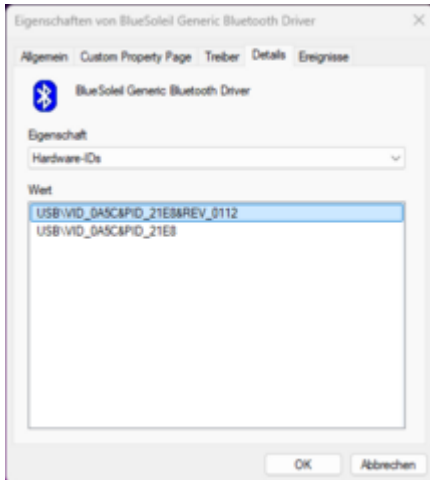 Eigenschaften von BlueSoleil Generic Bluetooth Driver
Allgemein Custom Property Page Treiber Details Ereignisse
BlueSoleil Generic Bluetooth Driver
Eigenschaft
Hardware-IDs
Wert
USB\VID_0A5C&PID_21E8&REV_0112
USB\VID_0A5C&PID_21E8
OK Abbrechen